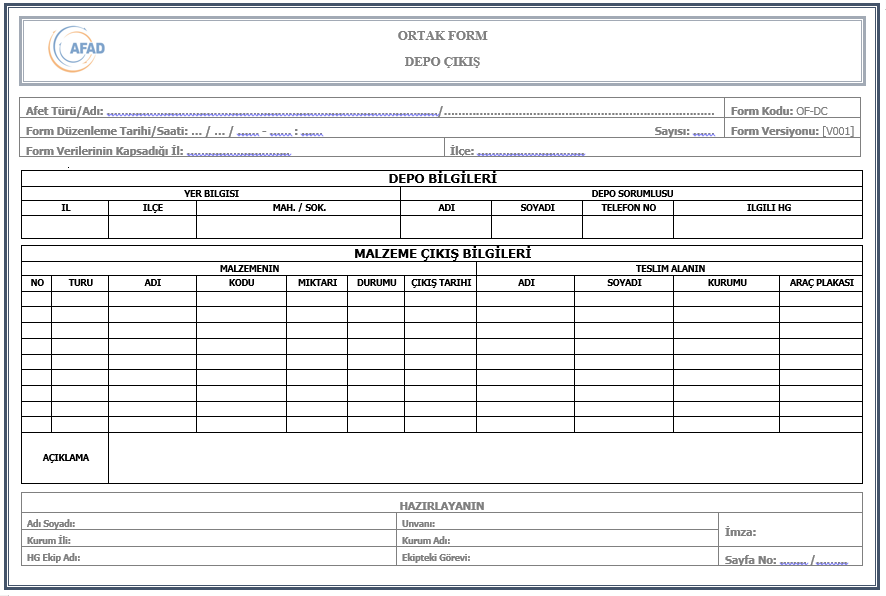 AFAD
ORTAK FORM
DEPO ÇIKIŞ
Afet Türü/Adı: ................................................/................................................ Form Kodu: OF-DC
Form Düzenleme Tarihi/Saati: ... / ... / ...... - ...... : ...... Sayısı: ...... Form Versiyonu: [V001]
Form Verilerinin Kapsadığı İl: ............................ İlçe: ............................
DEPO BİLGİLERİ
YER BILGISI DEPO SORUMLUSU
IL ILÇE MAH. / SOK. ADI SOYADI TELEFON NO ILGILI HG
MALZEME ÇIKIŞ BİLGİLERİ
MALZEMENIN TESLIM ALANIN
NO TURU ADI KODU MIKTARI DURUMU ÇIKIŞ TARIHI ADI SOYADI KURUMU ARAÇ PLAKASI
AÇIKLAMA
HAZIRLAYANIN
Adı Soyadı: Unvanı: İmza:
Kurum İli: Kurum Adı:
HG Ekip Adı: Ekipteki Görevi: Sayfa No: ....... /........